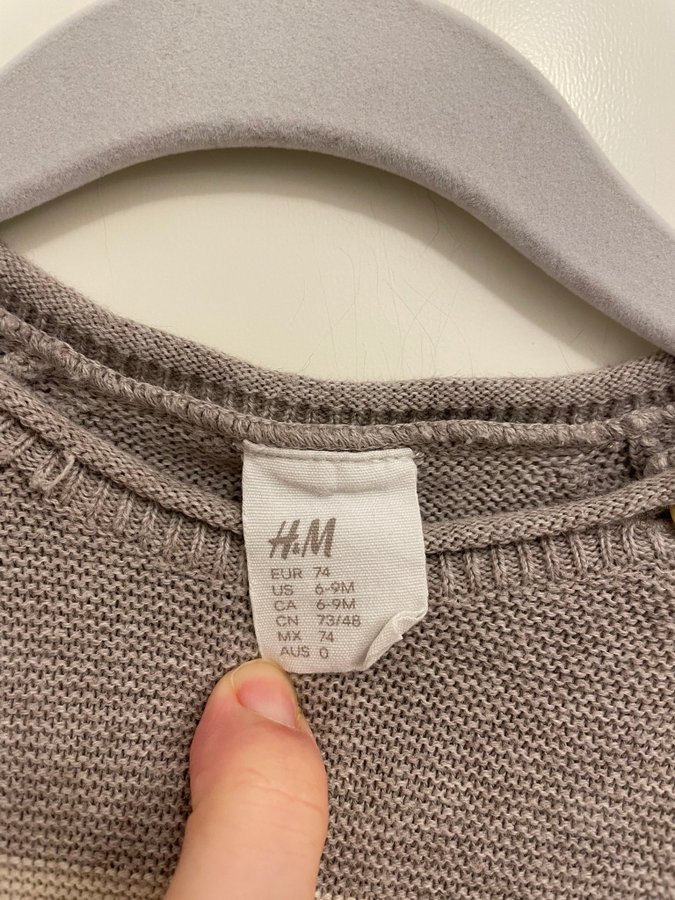 H&M
EUR 74
US 6-9M
CA 6-9M
CN 73/48
MX 74
AUS 0